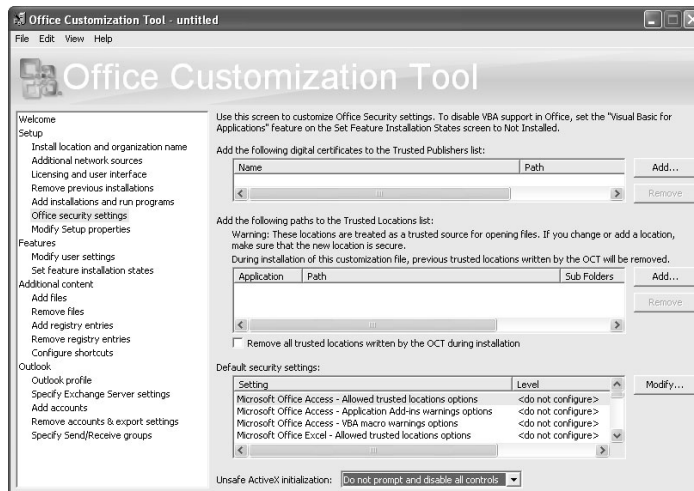 Office Customization Tool - untitled
File Edit View Help
Office Customization Tool
Welcome
Setup
Install location and organization name
Additional network sources
Licensing and user interface
Remove previous installations
Add installations and run programs
Office security settings
Modify Setup properties
Features
Modify user settings
Set feature installation states
Additional content
Add files
Remove files
Add registry entries
Remove registry entries
Configure shortcuts
Outlook
Outlook profile
Specify Exchange Server settings
Add accounts
Remove accounts & export settings
Specify Send/Receive groups
Use this screen to customize Office Security settings. To disable VBA support in Office, set the "Visual Basic for
Applications" feature on the Set Feature Installation States screen to Not Installed.
Add the following digital certificates to the Trusted Publishers list:
Name Path
Add...
Remove
Add the following paths to the Trusted Locations list:
Warning: These locations are treated as a trusted source for opening files. If you change or add a location,
make sure that the new location is secure.
During installation of this customization file, previous trusted locations written by the OCT will be removed.
Application Path Sub Folders
Add...
Remove
Remove all trusted locations written by the OCT during installation
Default security settings:
Setting Level
Modify...
Microsoft Office Access - Allowed trusted locations options <do not configure>
Microsoft Office Access - Application Add-ins warnings options <do not configure>
Microsoft Office Access - VBA macro warnings options <do not configure>
Microsoft Office Excel - Allowed trusted locations options <do not configure>
Unsafe ActiveX initialization: Do not prompt and disable all controls